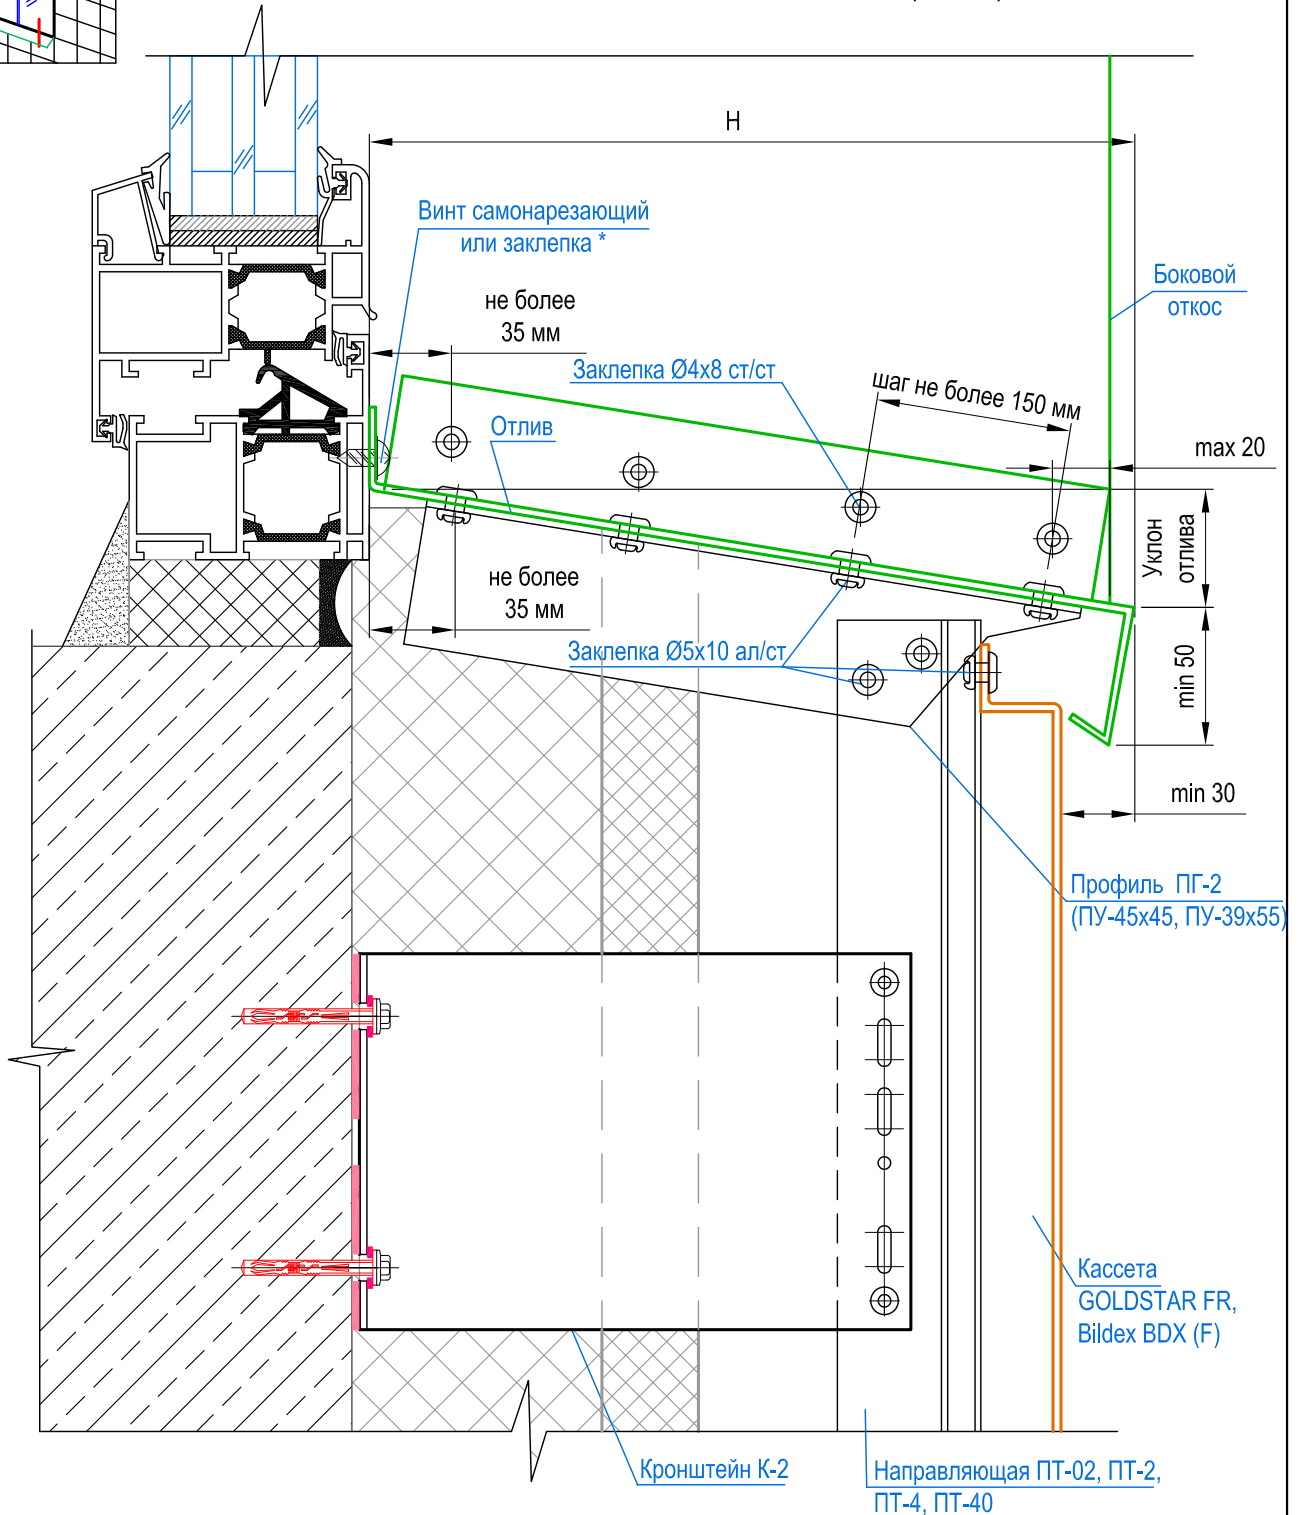 H
Винт самонарезающий
или заклепка *
Боковой
откос
не более
35 мм
Заклепка Ø4х8 ст/ст
шаг не более 150 мм
Отлив
max 20
Уклон
отлива
не более
35 мм
Заклепка Ø5х10 ал/ст
min 50
min 30
Профиль ПГ-2
(ПУ-45х45, ПУ-39х55)
Кассета
GOLDSTAR FR,
Bildex BDX (F)
Кронштейн К-2
Направляющая ПТ-02, ПТ-2,
ПТ-4, ПТ-40